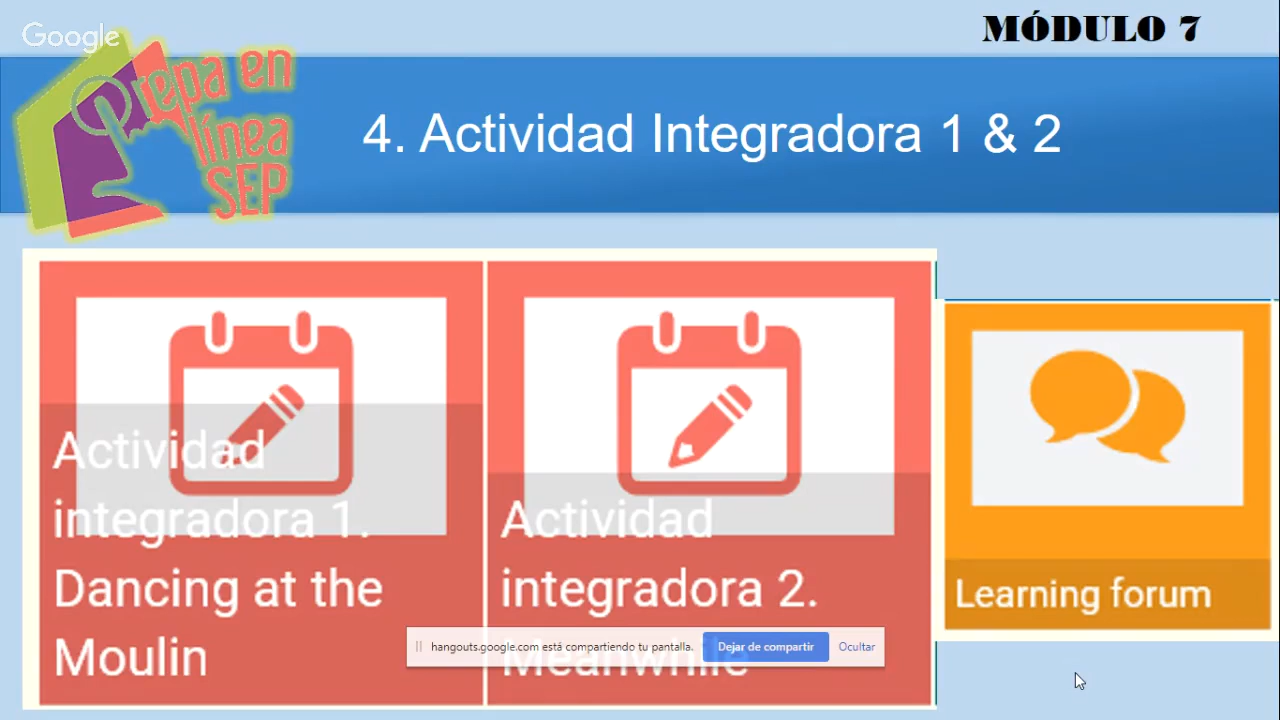 Google
MÓDULO 7
Prepa en
línea
SEP
4. Actividad Integradora 1 & 2
Actividad
integradora 1.
Dancing at the
Moulin
Actividad
integradora 2.
Meanwhile
Learning forum
hangouts.google.com está compartiendo tu pantalla.
Dejar de compartir
Ocultar